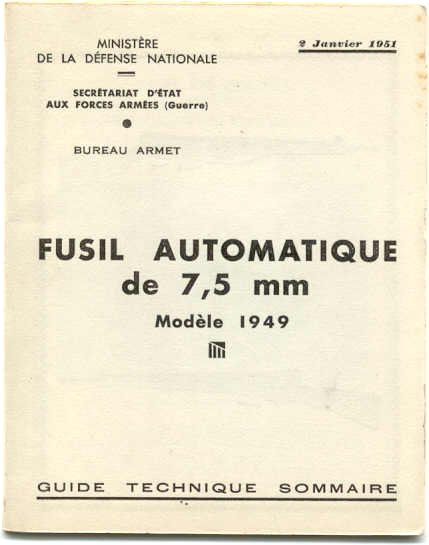 MINISTÈRE
DE LA DÉFENSE NATIONALE
2 Janvier 1951
SECRÉTARIAT D'ÉTAT
AUX FORCES ARMÉES (Guerre)
BUREAU ARMET
FUSIL AUTOMATIQUE
de 7,5 mm
Modèle 1949
GUIDE TECHNIQUE SOMMAIRE